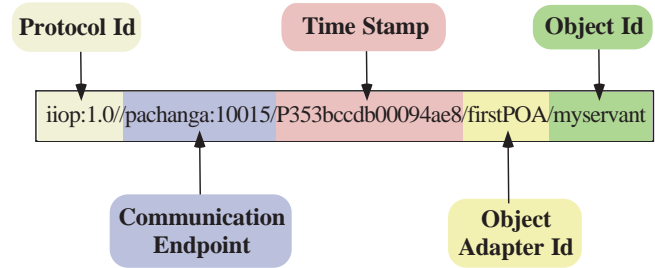 Protocol Id
Time Stamp
Object Id
iiop:1.0//pachanga:10015/P353bccdb00094ae8/firstPOA/myservant
Communication
Endpoint
Object
Adapter Id